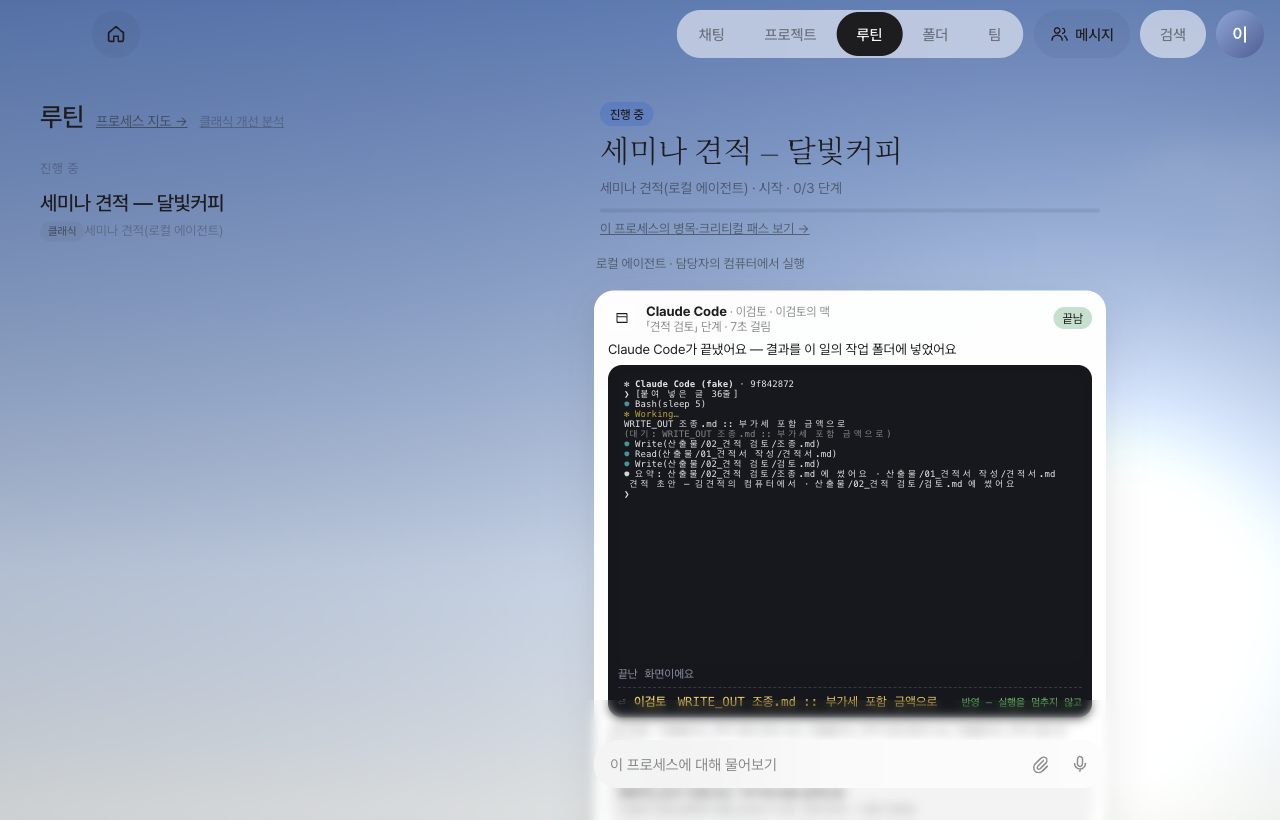 채팅
프로젝트
루틴
폴더
팀
메시지
검색
이
루틴 프로세스 지도 → 클래식 개선 분석
진행 중
세미나 견적 — 달빛커피
클래식 세미나 견적(로컬 에이전트)
진행 중
세미나 견적 – 달빛커피
세미나 견적(로컬 에이전트) · 시작 · 0/3 단계
이 프로세스의 병목·크리티컬 패스 보기 →
로컬 에이전트 · 담당자의 컴퓨터에서 실행
Claude Code · 이검토 · 이검토의 맥
「견적 검토」 단계 · 7초 걸림
끝남
Claude Code가 끝냈어요 — 결과를 이 일의 작업 폴더에 넣었어요
✻ Claude Code (fake) · 9f842872
❯ [붙여 넣은 글 36줄]
● Bash(sleep 5)
✻ Working…
WRITE_OUT 조종.md :: 부가세 포함 금액으로
(대기: WRITE_OUT 조종.md :: 부가세 포함 금액으로)
● Write(산출물/02_견적 검토/조종.md)
● Read(산출물/01_견적서 작성/견적서.md)
● Write(산출물/02_견적 검토/검토.md)
● 요약: 산출물/02_견적 검토/조종.md 에 썼어요 · 산출물/01_견적서 작성/견적서.md
견적 초안 — 김견적의 컴퓨터에서 · 산출물/02_견적 검토/검토.md 에 썼어요
❯
끝난 화면이에요
이검토 WRITE_OUT 조종.md :: 부가세 포함 금액으로 반영 — 실행을 멈추지 않고
이 프로세스에 대해 물어보기